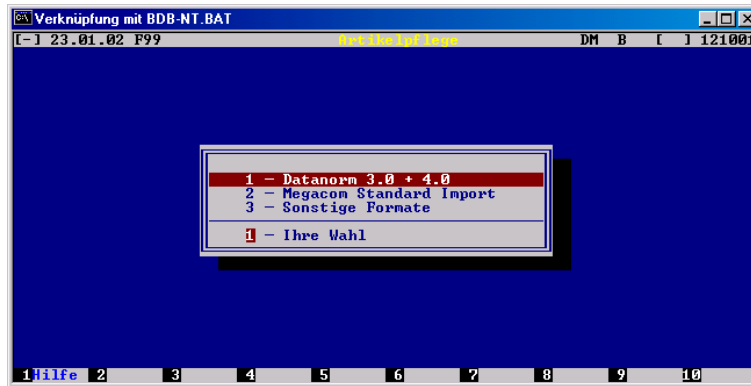 Verknüpfung mit BDB-NT.BAT
[-] 23.01.02 F99 Artikelpflege DM B [ ] 121001
1 - Datanorm 3.0 + 4.0
2 - Megacom Standard Import
3 - Sonstige Formate
1 - Ihre Wahl
1Hilfe 2 3 4 5 6 7 8 9 10